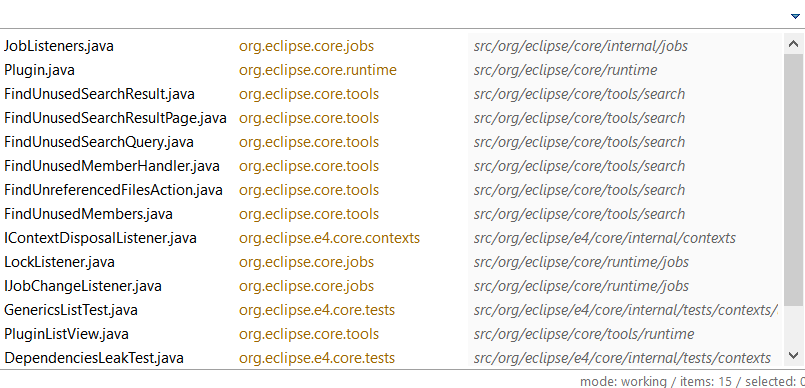 JobListeners.java org.eclipse.core.jobs src/org/eclipse/core/internal/jobs
Plugin.java org.eclipse.core.runtime src/org/eclipse/core/runtime
FindUnusedSearchResult.java org.eclipse.core.tools src/org/eclipse/core/tools/search
FindUnusedSearchResultPage.java org.eclipse.core.tools src/org/eclipse/core/tools/search
FindUnusedSearchQuery.java org.eclipse.core.tools src/org/eclipse/core/tools/search
FindUnusedMemberHandler.java org.eclipse.core.tools src/org/eclipse/core/tools/search
FindUnreferencedFilesAction.java org.eclipse.core.tools src/org/eclipse/core/tools/search
FindUnusedMembers.java org.eclipse.core.tools src/org/eclipse/core/tools/search
IContextDisposalListener.java org.eclipse.e4.core.contexts src/org/eclipse/e4/core/internal/contexts
LockListener.java org.eclipse.core.jobs src/org/eclipse/core/runtime/jobs
IJobChangeListener.java org.eclipse.core.jobs src/org/eclipse/core/runtime/jobs
GenericsListTest.java org.eclipse.e4.core.tests src/org/eclipse/e4/core/internal/tests/contexts/
PluginListView.java org.eclipse.core.tools src/org/eclipse/core/tools/runtime
DependenciesLeakTest.java org.eclipse.e4.core.tests src/org/eclipse/e4/core/internal/tests/contexts
mode: working / items: 15 / selected: 0